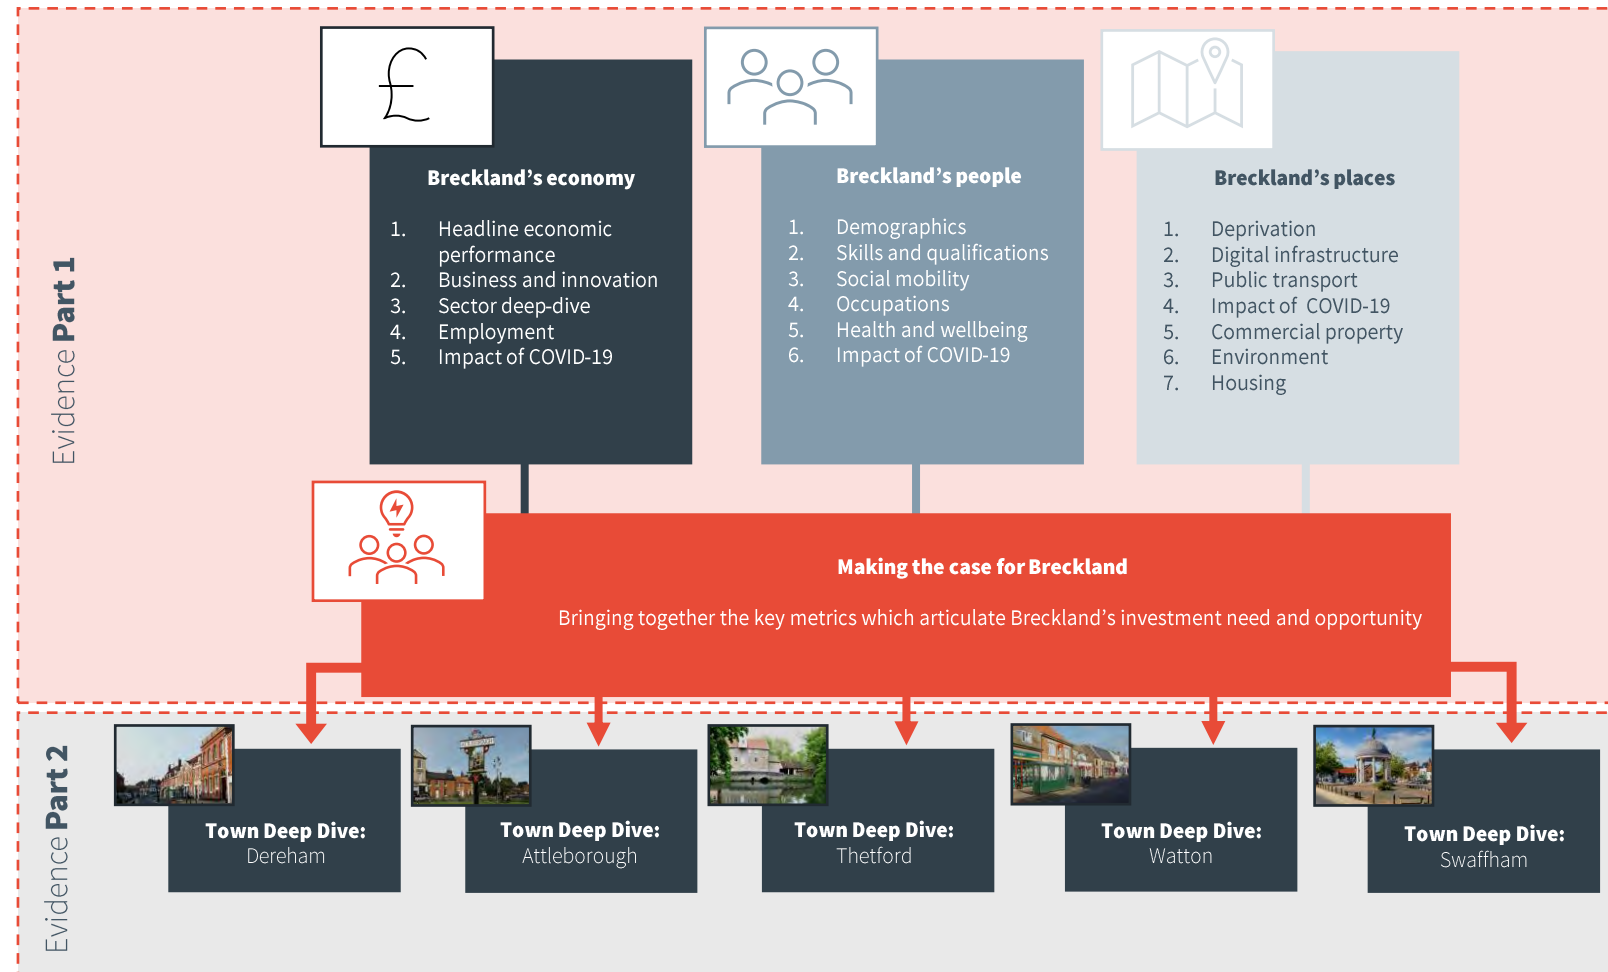 Evidence Part 1
Breckland's economy
1. Headline economic
performance
2. Business and innovation
3. Sector deep-dive
4. Employment
5. Impact of COVID-19
Breckland's people
1. Demographics
2. Skills and qualifications
3. Social mobility
4. Occupations
5. Health and wellbeing
6. Impact of COVID-19
Breckland's places
1. Deprivation
2. Digital infrastructure
3. Public transport
4. Impact of COVID-19
5. Commercial property
6. Environment
7. Housing
Making the case for Breckland
Bringing together the key metrics which articulate Breckland's investment need and opportunity
Evidence Part 2
Town Deep Dive:
Dereham
Town Deep Dive:
Attleborough
Town Deep Dive:
Thetford
Town Deep Dive:
Watton
Town Deep Dive:
Swaffham